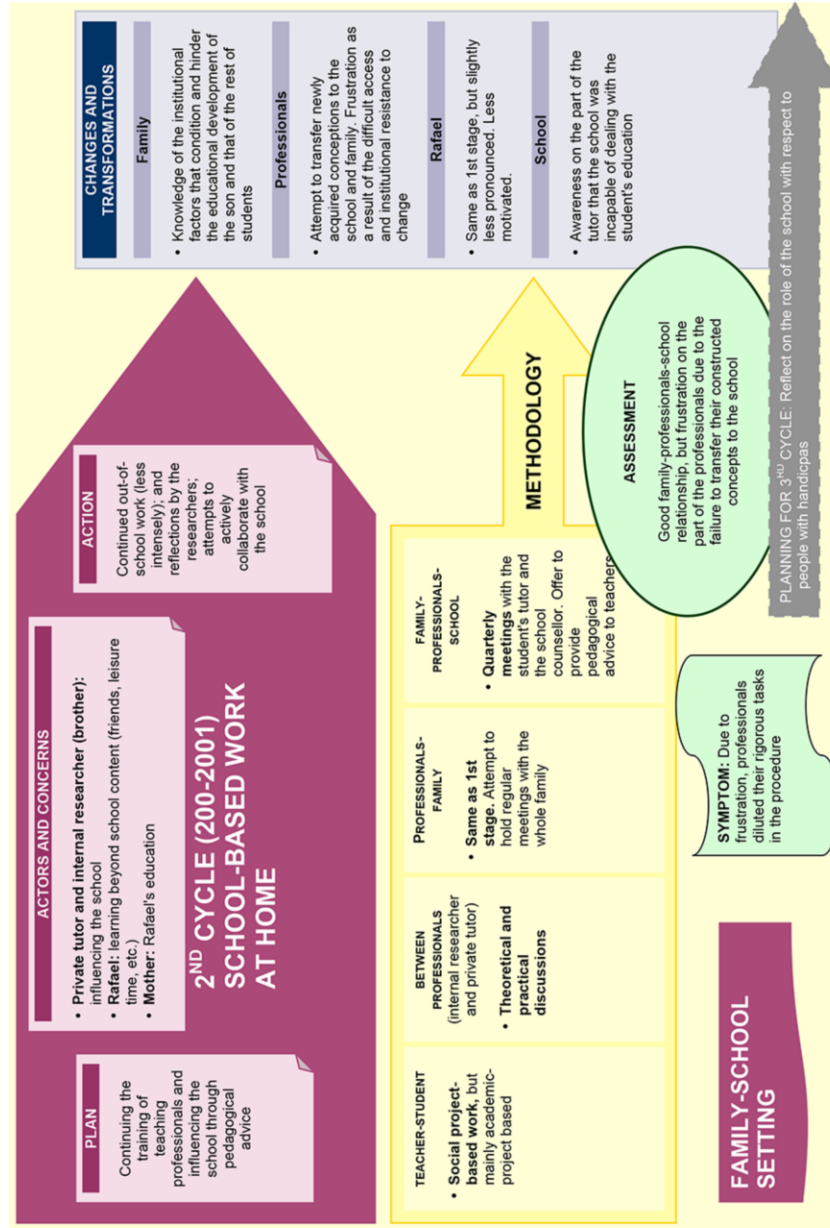 PLAN
Continuing the
training of
teaching
professionals and
influencing the
school through
pedagogical
advice
ACTORS AND CONCERNS
• Private tutor and internal researcher (brother):
influencing the school
• Rafael: learning beyond school content (friends, leisure
time, etc.)
• Mother: Rafael's education
ACTION
Continued out-of-
school work (less
intensely); and
reflections by the
researchers;
attempts to
actively
collaborate with
the school
2ND CYCLE (200-2001)
SCHOOL-BASED WORK
AT HOME
TEACHER-STUDENT
• Social project-
based work, but
mainly academic-
project based
BETWEEN
PROFESSIONALS
(internal researcher
and private tutor)
• Theoretical and
practical
discussions
PROFESSIONALS-
FAMILY
• Same as 1st
stage. Attempt to
hold regular
meetings with the
whole family
FAMILY-
PROFESSIONALS-
SCHOOL
• Quarterly
meetings with the
student's tutor and
the school
counsellor. Offer to
provide
pedagogical
advice to teachers
METHODOLOGY
CHANGES AND
TRANSFORMATIONS
Family
• Knowledge of the institutional
factors that condition and hinder
the educational development of
the son and that of the rest of
students
Professionals
• Attempt to transfer newly
acquired conceptions to the
school and family. Frustration as
a result of the difficult access
and institutional resistance to
change
Rafael
• Same as 1st stage, but slightly
less pronounced. Less
motivated.
School
• Awareness on the part of the
tutor that the school was
incapable of dealing with the
student's education
FAMILY-SCHOOL
SETTING
SYMPTOM: Due to
frustration, professionals
diluted their rigorous tasks
in the procedure
ASSESSMENT
Good family-professionals-school
relationship, but frustration on the
part of the professionals due to the
failure to transfer their constructed
concepts to the school
PLANNING FOR 3RD CYCLE: Reflect on the role of the school with respect to
people with handicpas